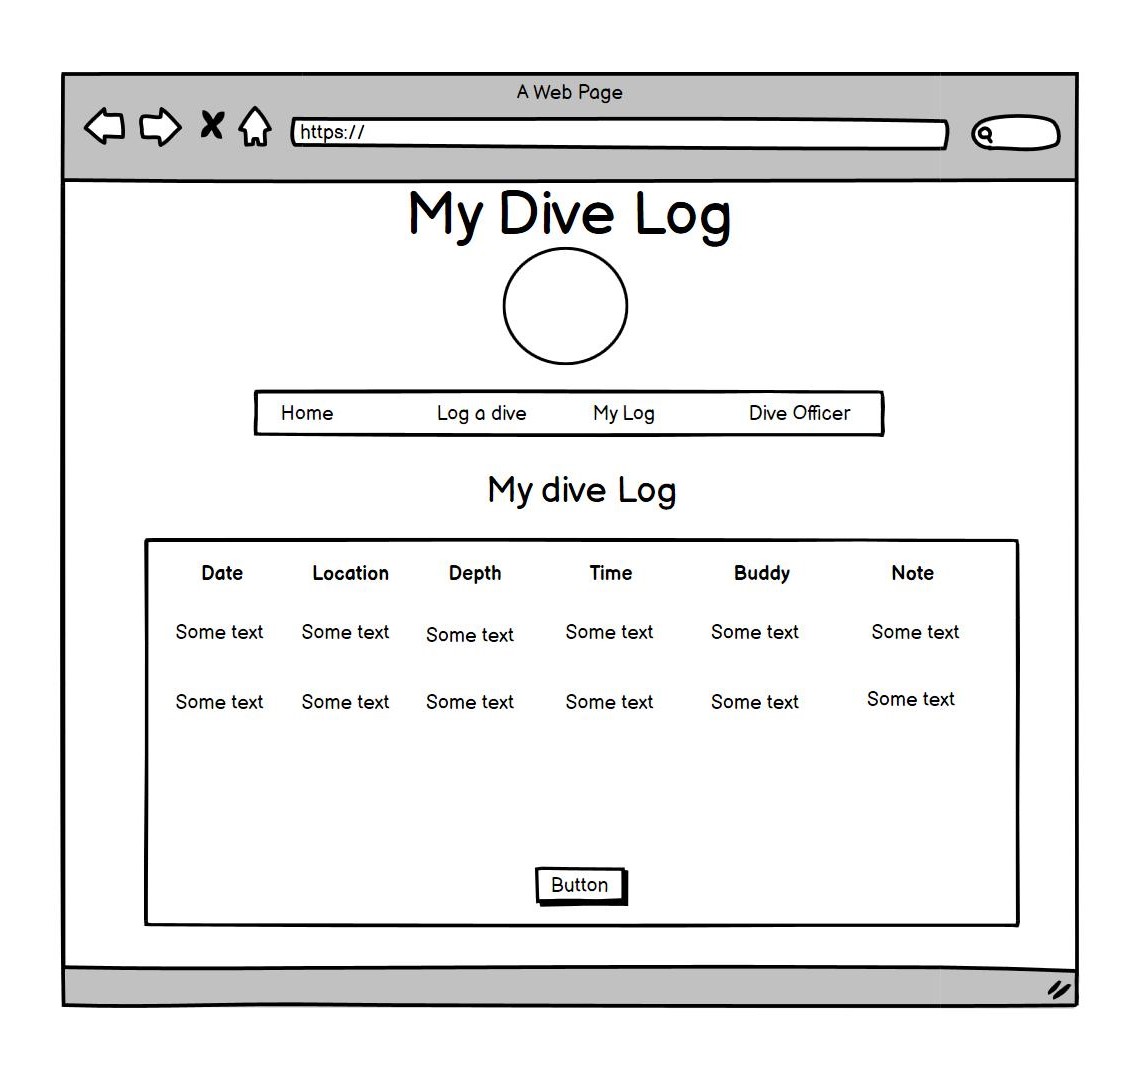 A Web Page
https://
My Dive Log
Home Log a dive My Log Dive Officer
My dive Log
Date Location Depth Time Buddy Note
Some text Some text Some text Some text Some text Some text
Some text Some text Some text Some text Some text Some text
Button